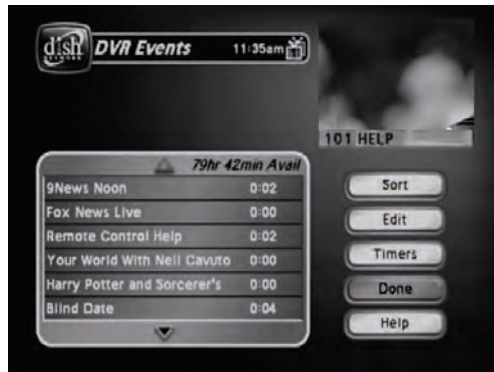 dish
NETWORK
DVR Events 11:35am
101 HELP
79hr 42min Avail
9News Noon 0:02
Fox News Live 0:00
Remote Control Help 0:02
Your World With Neil Cavuto 0:00
Harry Potter and Sorcerer's 0:00
Blind Date 0:04
Sort
Edit
Timers
Done
Help